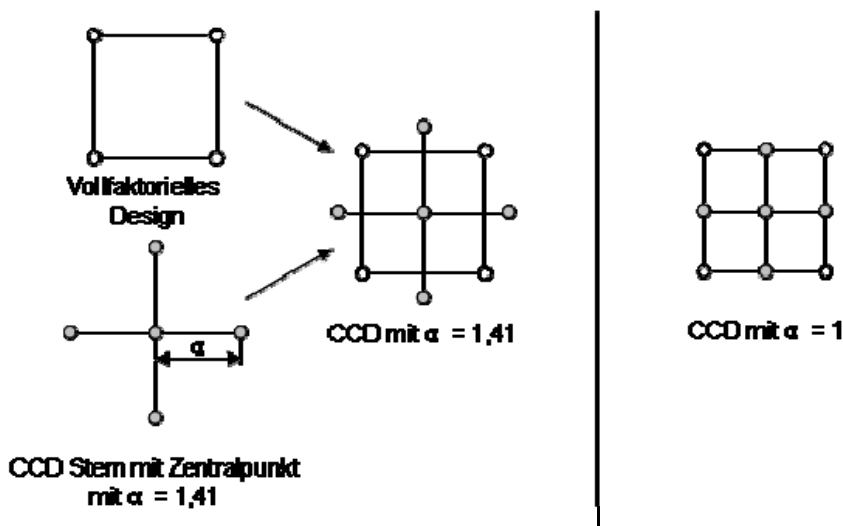 Vollfaktorielles
Design
α
CCD Stern mit Zentralpunkt
mit α = 1,41
CCD mit α = 1,41
CCD mit α = 1